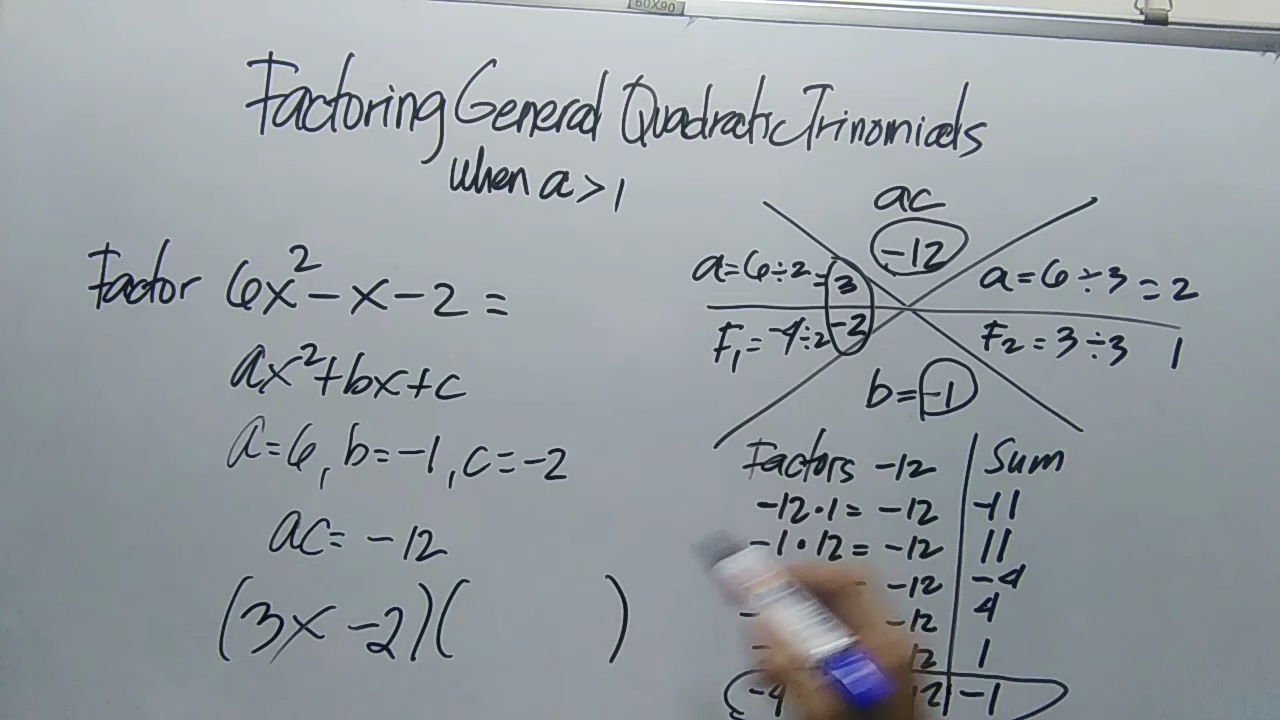 60X90
Factoring General Quadratic Trinomials
when a > 1
Factor 6x² - x - 2 =
ax² + bx + c
a = 6, b = -1, c = -2
ac = -12
(3x - 2)( )
ac
-12
a = 6 ÷ 2 = 3
a = 6 ÷ 3 = 2
F₁ = -4 ÷ 2 -2
F₂ = 3 ÷ 3 1
b = -1
Factors -12 | Sum
-12 · 1 = -12 | -11
-1 · 12 = -12 | 11
-12 | -4
- -12 | 4
- 12 | 1
-4 12 | -1